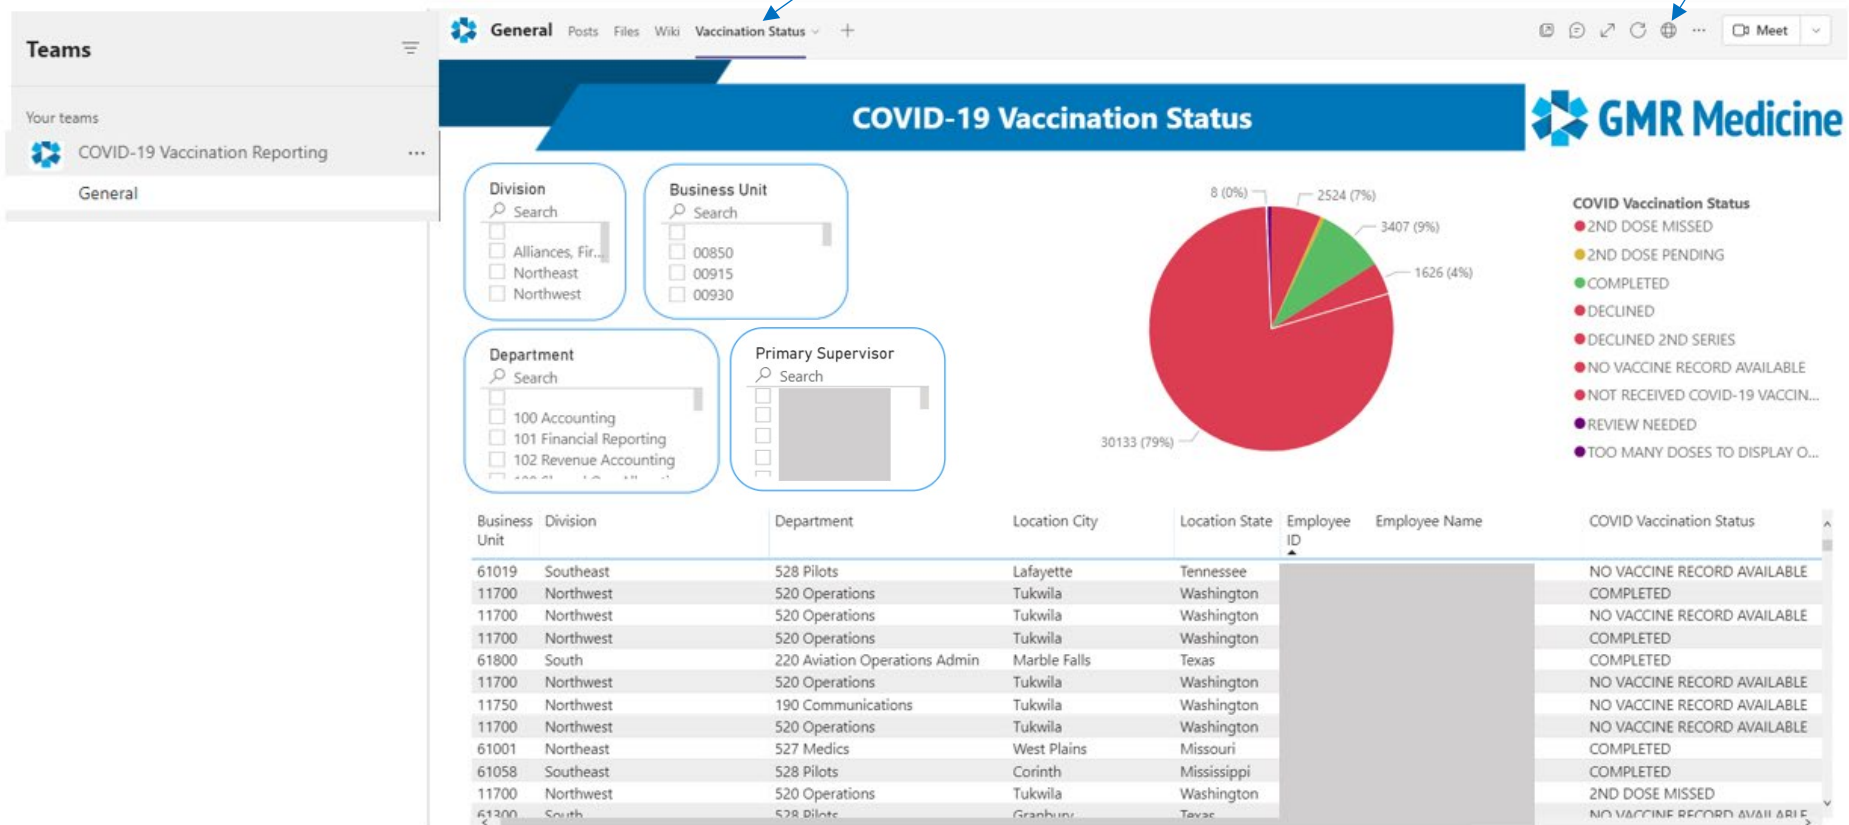 Teams
Your teams
COVID-19 Vaccination Reporting
General
General Posts Files Wiki Vaccination Status
Meet
COVID-19 Vaccination Status
GMR Medicine
Division
Search
Alliances, Fir...
Northeast
Northwest
Business Unit
Search
00850
00915
00930
Department
Search
100 Accounting
101 Financial Reporting
102 Revenue Accounting
Primary Supervisor
Search
8 (0%)
2524 (7%)
3407 (9%)
1626 (4%)
30133 (79%)
COVID Vaccination Status
2ND DOSE MISSED
2ND DOSE PENDING
COMPLETED
DECLINED
DECLINED 2ND SERIES
NO VACCINE RECORD AVAILABLE
NOT RECEIVED COVID-19 VACCIN...
REVIEW NEEDED
TOO MANY DOSES TO DISPLAY O...
Business Unit Division Department Location City Location State Employee ID Employee Name COVID Vaccination Status
61019 Southeast 528 Pilots Lafayette Tennessee NO VACCINE RECORD AVAILABLE
11700 Northwest 520 Operations Tukwila Washington COMPLETED
11700 Northwest 520 Operations Tukwila Washington NO VACCINE RECORD AVAILABLE
11700 Northwest 520 Operations Tukwila Washington COMPLETED
61800 South 220 Aviation Operations Admin Marble Falls Texas COMPLETED
11700 Northwest 520 Operations Tukwila Washington NO VACCINE RECORD AVAILABLE
11750 Northwest 190 Communications Tukwila Washington NO VACCINE RECORD AVAILABLE
11700 Northwest 520 Operations Tukwila Washington NO VACCINE RECORD AVAILABLE
61001 Northeast 527 Medics West Plains Missouri COMPLETED
61058 Southeast 528 Pilots Corinth Mississippi COMPLETED
11700 Northwest 520 Operations Tukwila Washington 2ND DOSE MISSED
61300 South 528 Pilots Granbury Texas NO VACCINE RECORD AVAILABLE